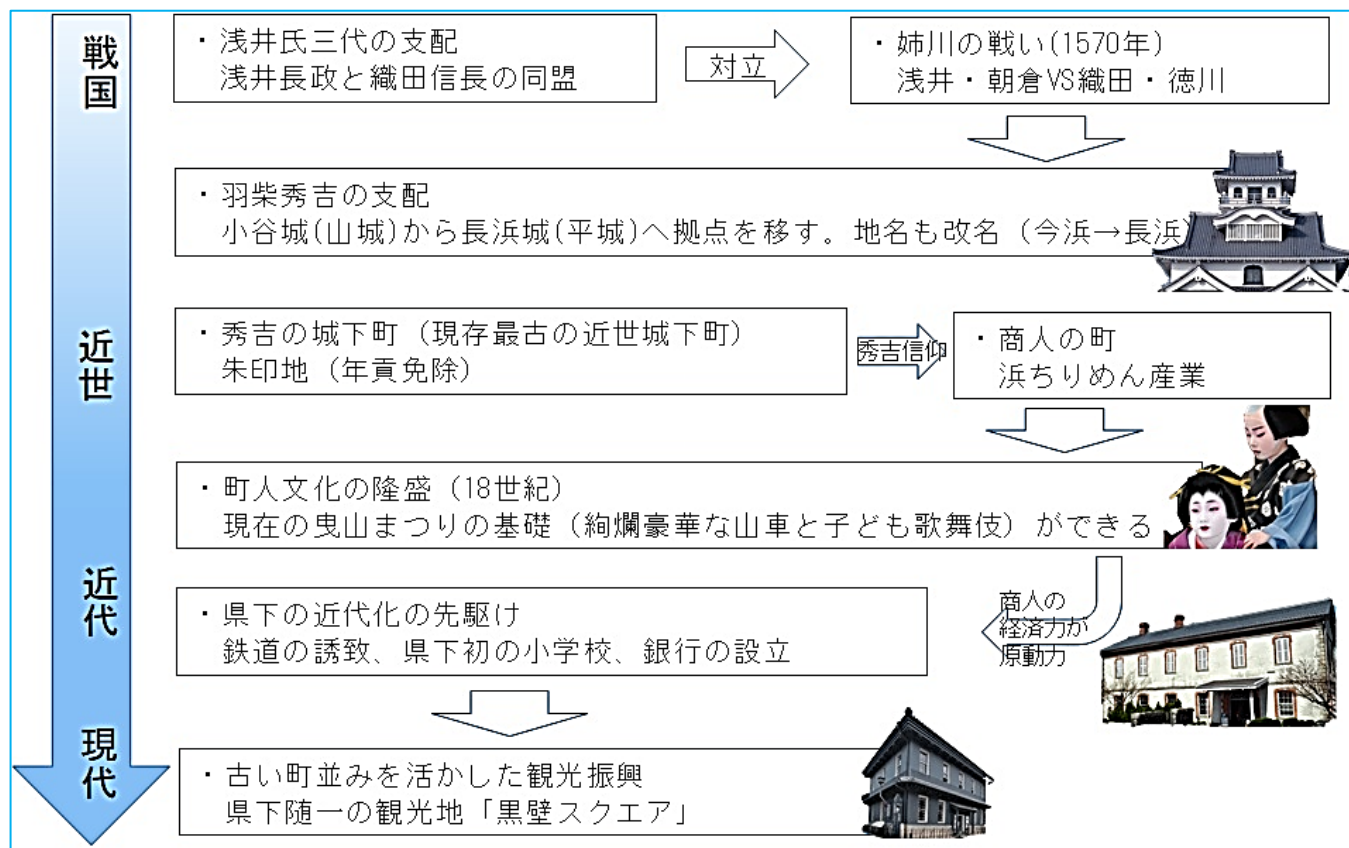 戦国
・浅井氏三代の支配
浅井長政と織田信長の同盟
対立
・姉川の戦い(1570年)
浅井・朝倉VS織田・徳川
・羽柴秀吉の支配
小谷城(山城)から長浜城(平城)へ拠点を移す。地名も改名（今浜→長浜）
近世
・秀吉の城下町（現存最古の近世城下町）
朱印地（年貢免除）
秀吉信仰
・商人の町
浜ちりめん産業
・町人文化の隆盛（18世紀）
現在の曳山まつりの基礎（絢爛豪華な山車と子ども歌舞伎）ができる
近代
・県下の近代化の先駆け
鉄道の誘致、県下初の小学校、銀行の設立
商人の
経済力が
原動力
現代
・古い町並みを活かした観光振興
県下随一の観光地「黒壁スクエア」